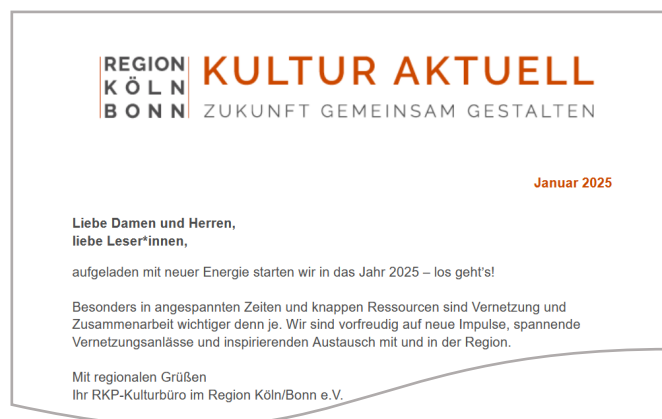 REGION
KÖLN
BONN
KULTUR AKTUELL
ZUKUNFT GEMEINSAM GESTALTEN
Januar 2025
Liebe Damen und Herren,
liebe Leser*innen,
aufgeladen mit neuer Energie starten wir in das Jahr 2025 – los geht's!
Besonders in angespannten Zeiten und knappen Ressourcen sind Vernetzung und
Zusammenarbeit wichtiger denn je. Wir sind vorfreudig auf neue Impulse, spannende
Vernetzungsanlässe und inspirierenden Austausch mit und in der Region.
Mit regionalen Grüßen
Ihr RKP-Kulturbüro im Region Köln/Bonn e.V.